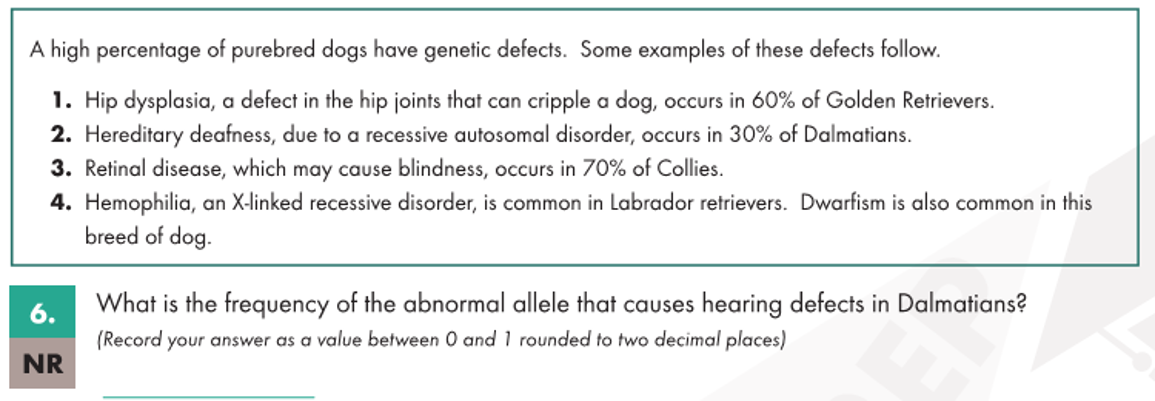 A high percentage of purebred dogs have genetic defects.  Some examples of these defects follow.
1. Hip dysplasia, a defect in the hip joints that can cripple a dog, occurs in 60% of Golden Retrievers.
2. Hereditary deafness, due to a recessive autosomal disorder, occurs in 30% of Dalmatians.
3. Retinal disease, which may cause blindness, occurs in 70% of Collies.
4. Hemophilia, an X-linked recessive disorder, is common in Labrador retrievers.  Dwarfism is also common in this
breed of dog.
6. What is the frequency of the abnormal allele that causes hearing defects in Dalmatians?
(Record your answer as a value between 0 and 1 rounded to two decimal places)
NR